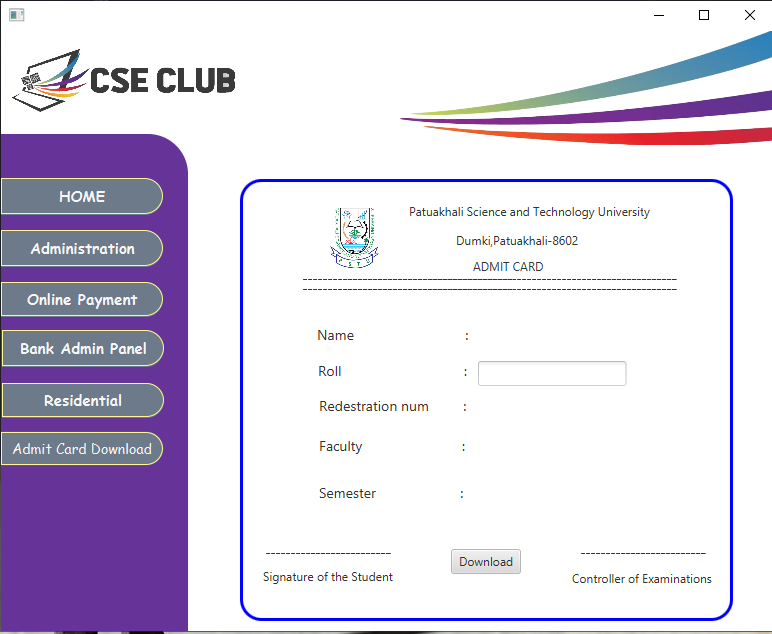 CSE CLUB
HOME
Administration
Online Payment
Bank Admin Panel
Residential
Admit Card Download
Patuakhali Science and Technology University
Dumki,Patuakhali-8602
ADMIT CARD
Name :
Roll :
Redestration num :
Faculty :
Semester :
Download
Signature of the Student
Controller of Examinations